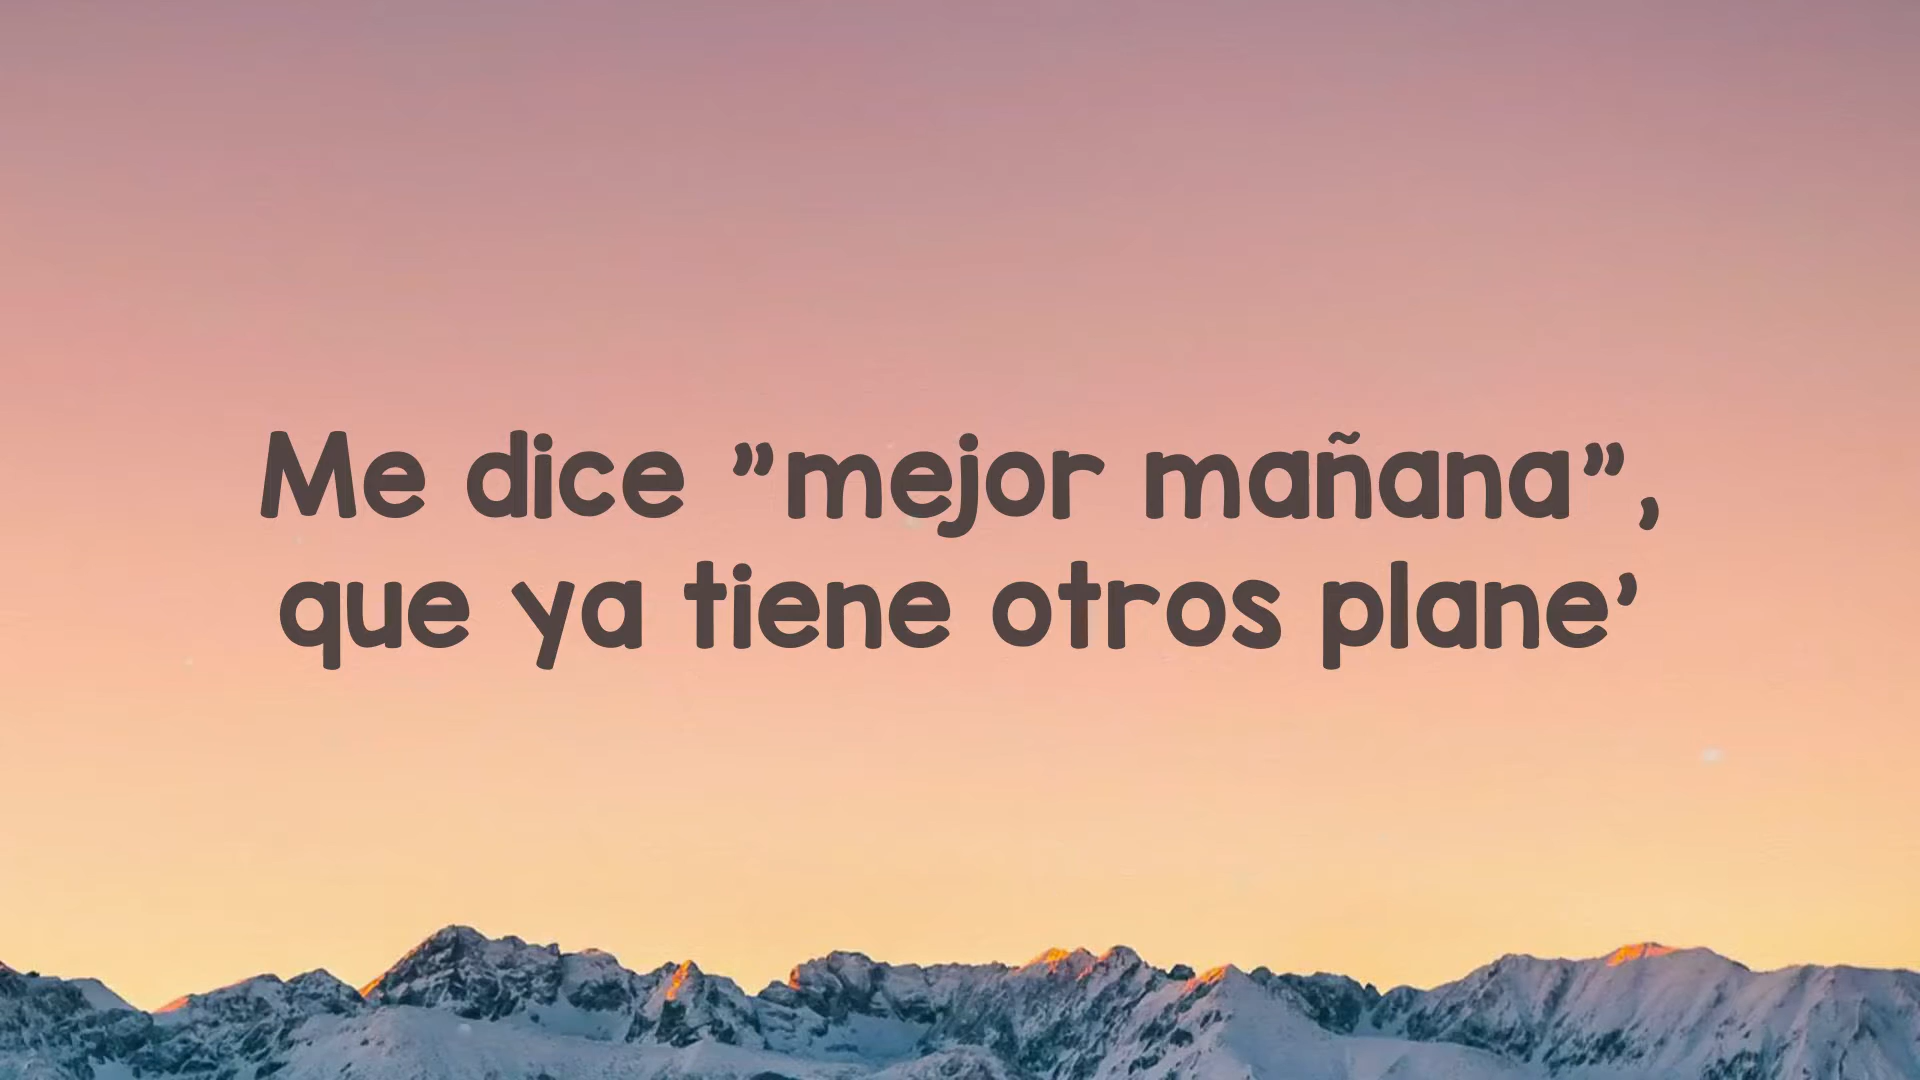 Me dice ”mejor mañana”,
que ya tiene otros plane’